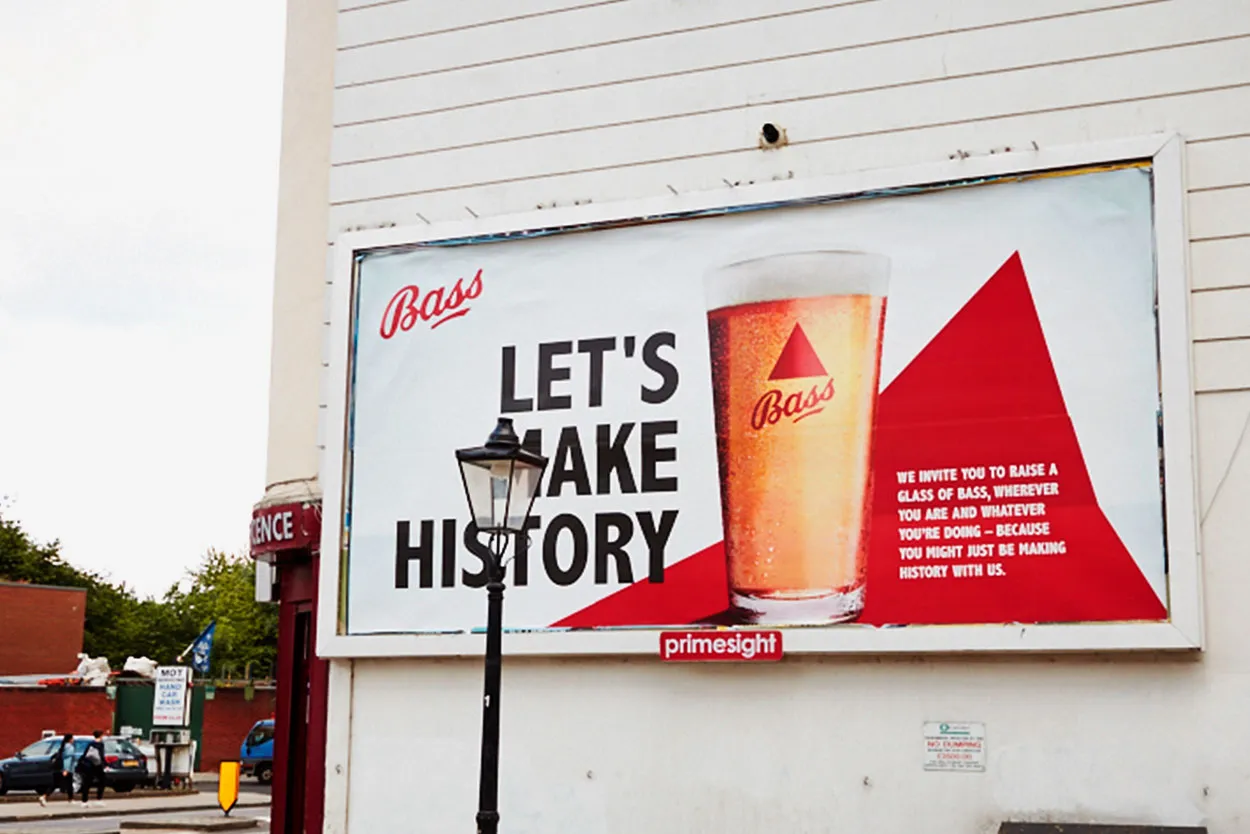 Bass
LET'S
MAKE
HISTORY
Bass
WE INVITE YOU TO RAISE A
GLASS OF BASS, WHEREVER
YOU ARE AND WHATEVER
YOU'RE DOING – BECAUSE
YOU MIGHT JUST BE MAKING
HISTORY WITH US.
primesight
CENCE
MOT
HAND
CAR
WASH
NO DUMPING